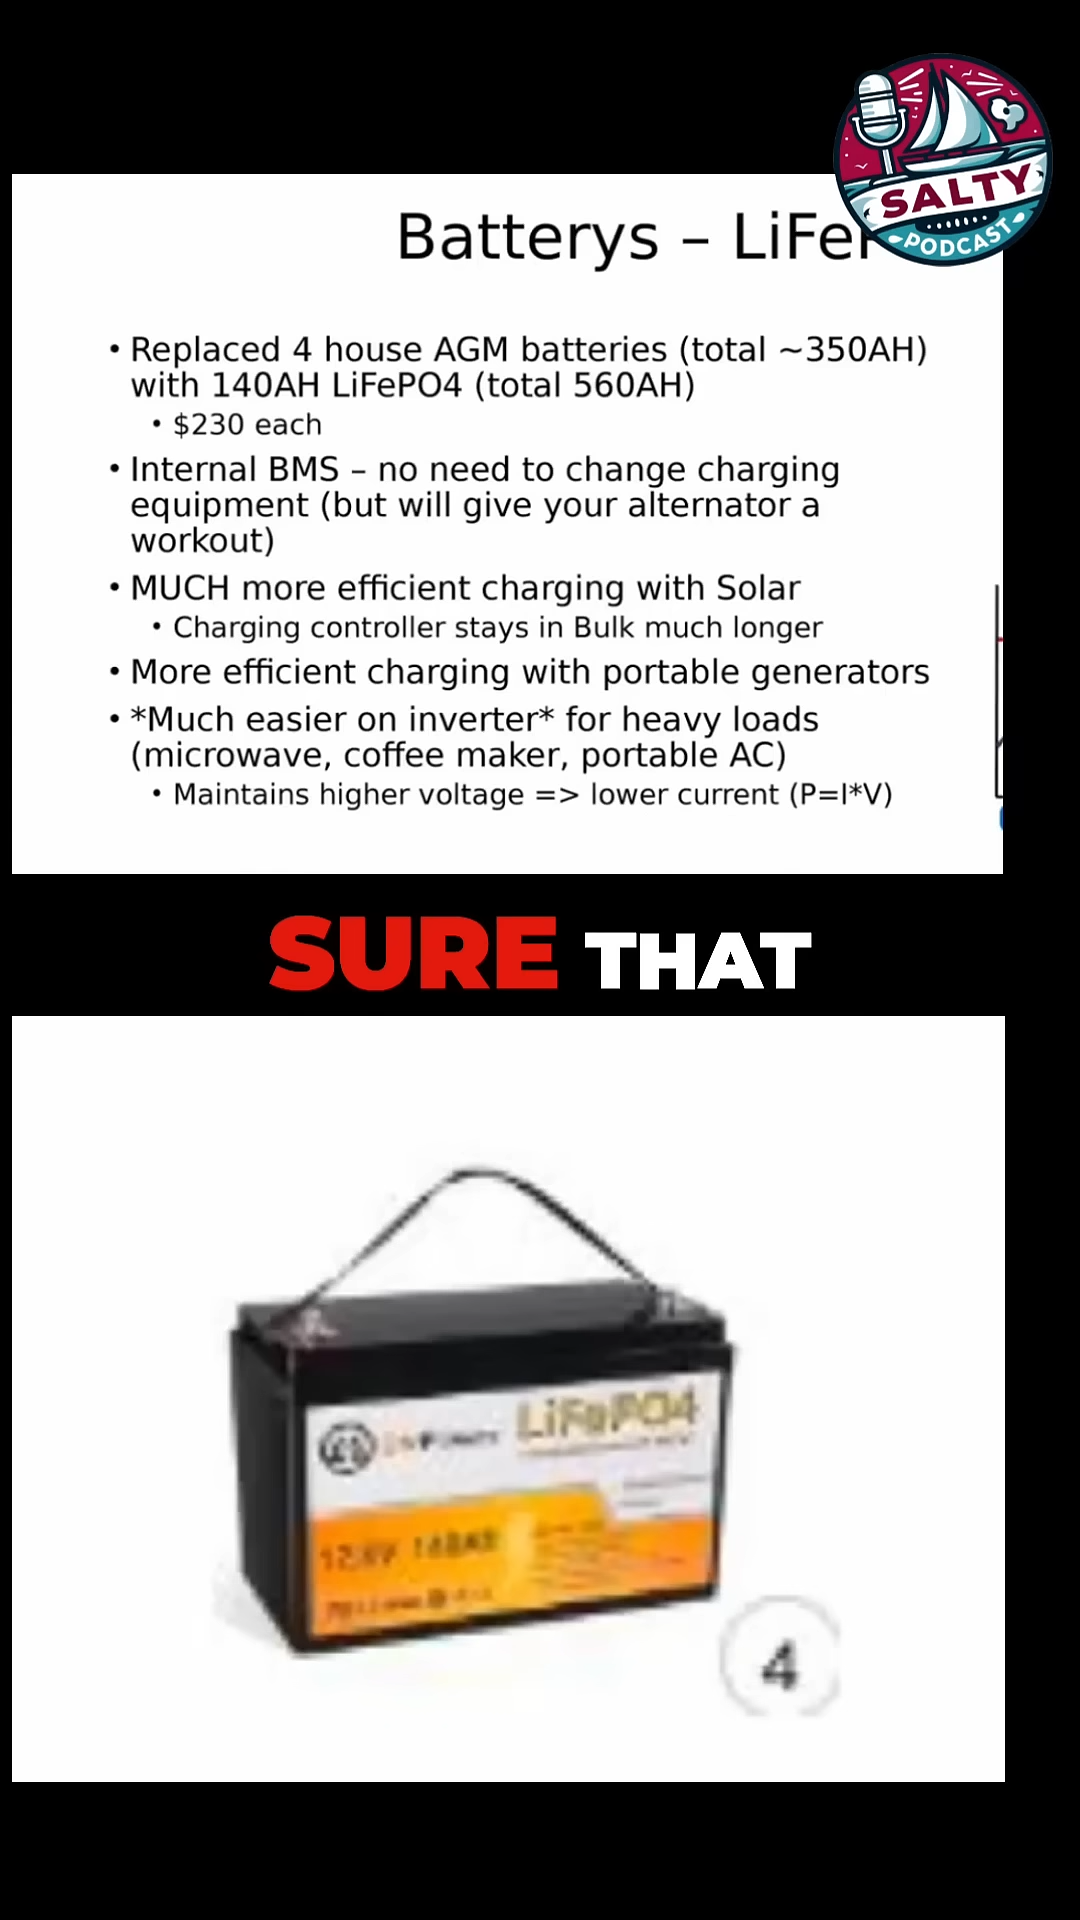 SALTY
PODCAST
Batterys – LiFe
• Replaced 4 house AGM batteries (total ~350AH)
with 140AH LiFePO4 (total 560AH)
• $230 each
• Internal BMS – no need to change charging
equipment (but will give your alternator a
workout)
• MUCH more efficient charging with Solar
• Charging controller stays in Bulk much longer
• More efficient charging with portable generators
• *Much easier on inverter* for heavy loads
(microwave, coffee maker, portable AC)
• Maintains higher voltage => lower current (P=I*V)
SURE THAT
LiFePO4
4